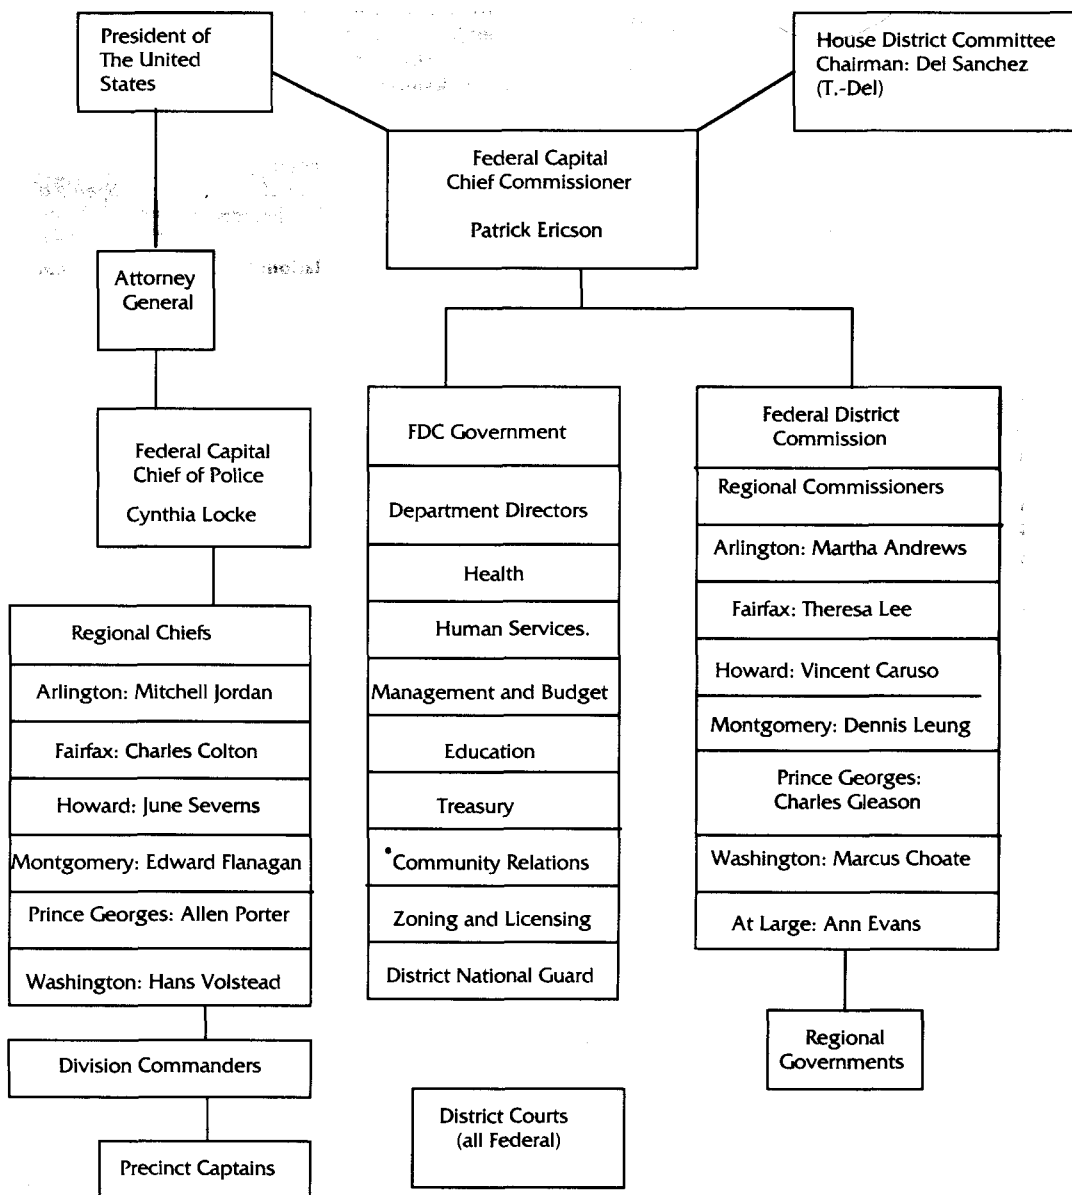 President of
The United
States
House District Committee
Chairman: Del Sanchez
(T.-Del)
Federal Capital
Chief Commissioner
Patrick Ericson
Attorney
General
Federal Capital
Chief of Police
Cynthia Locke
Regional Chiefs
Arlington: Mitchell Jordan
Fairfax: Charles Colton
Howard: June Severns
Montgomery: Edward Flanagan
Prince Georges: Allen Porter
Washington: Hans Volstead
Division Commanders
Precinct Captains
FDC Government
Department Directors
Health
Human Services.
Management and Budget
Education
Treasury
Community Relations
Zoning and Licensing
District National Guard
District Courts
(all Federal)
Federal District
Commission
Regional Commissioners
Arlington: Martha Andrews
Fairfax: Theresa Lee
Howard: Vincent Caruso
Montgomery: Dennis Leung
Prince Georges:
Charles Gleason
Washington: Marcus Choate
At Large: Ann Evans
Regional
Governments